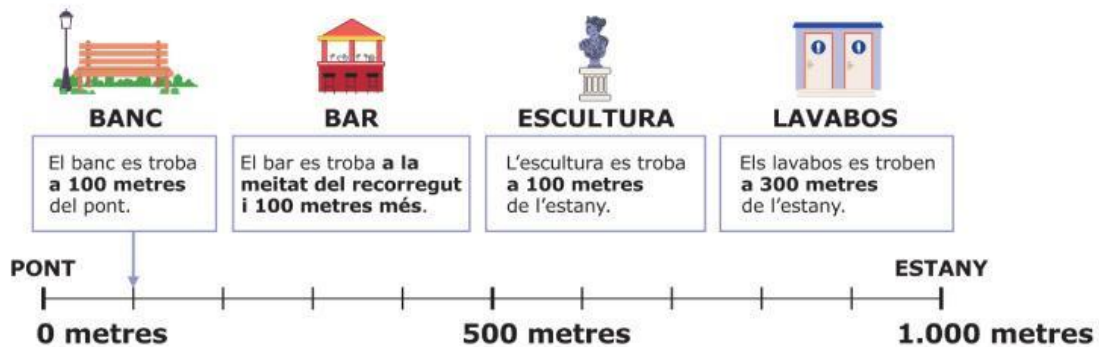 BANC
El banc es troba
a 100 metres
del pont.
BAR
El bar es troba a la
meitat del recorregut
i 100 metres més.
ESCULTURA
L’escultura es troba
a 100 metres
de l’estany.
LAVABOS
Els lavabos es troben
a 300 metres
de l’estany.
PONT
ESTANY
0 metres
500 metres
1.000 metres